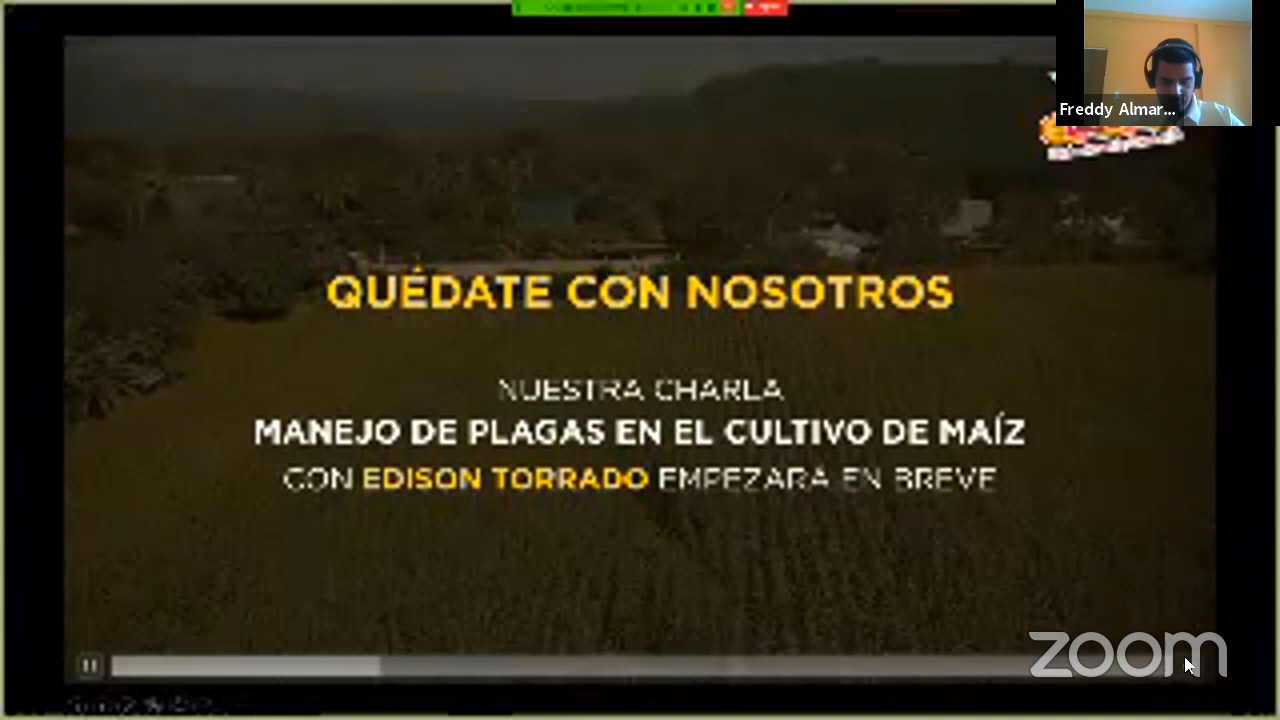 Freddy Almar...
QUÉDATE CON NOSOTROS
NUESTRA CHARLA
MANEJO DE PLAGAS EN EL CULTIVO DE MAÍZ
CON EDISON TORRADO EMPEZARA EN BREVE
zoom